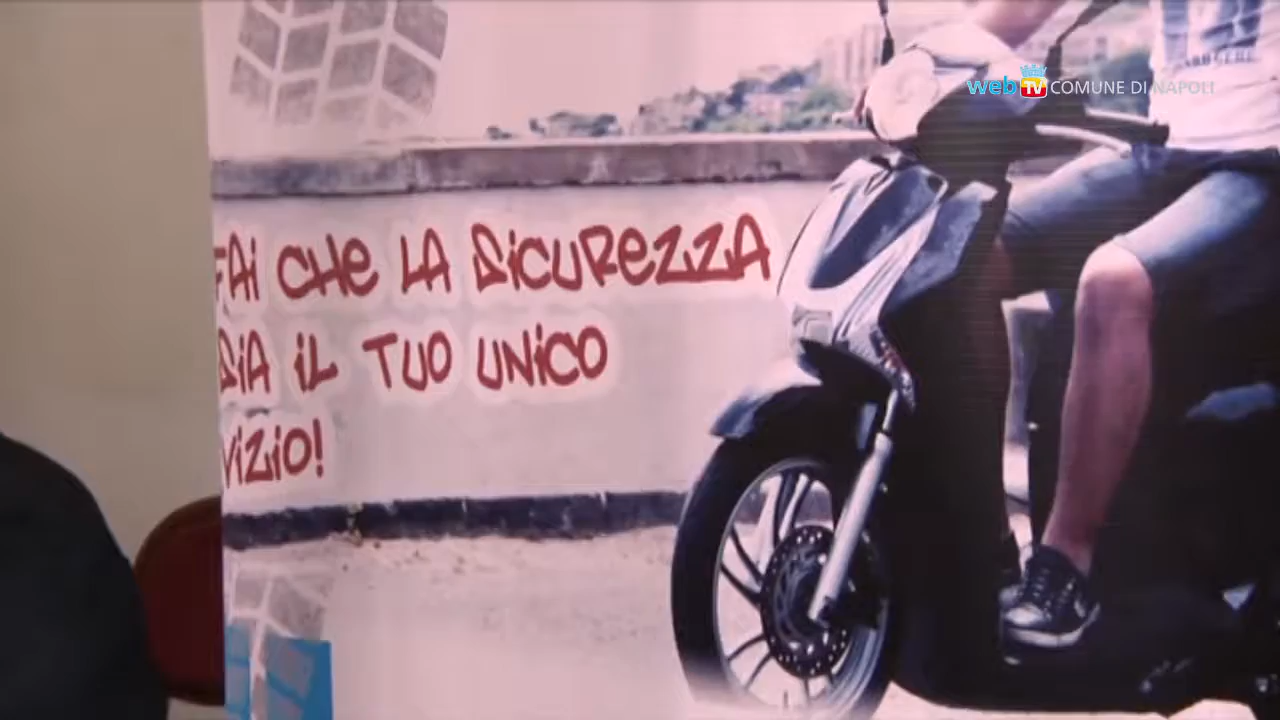 web TV COMUNE DI NAPOLI
FAI CHE LA SICUREZZA
SIA IL TUO UNICO
VIZIO!